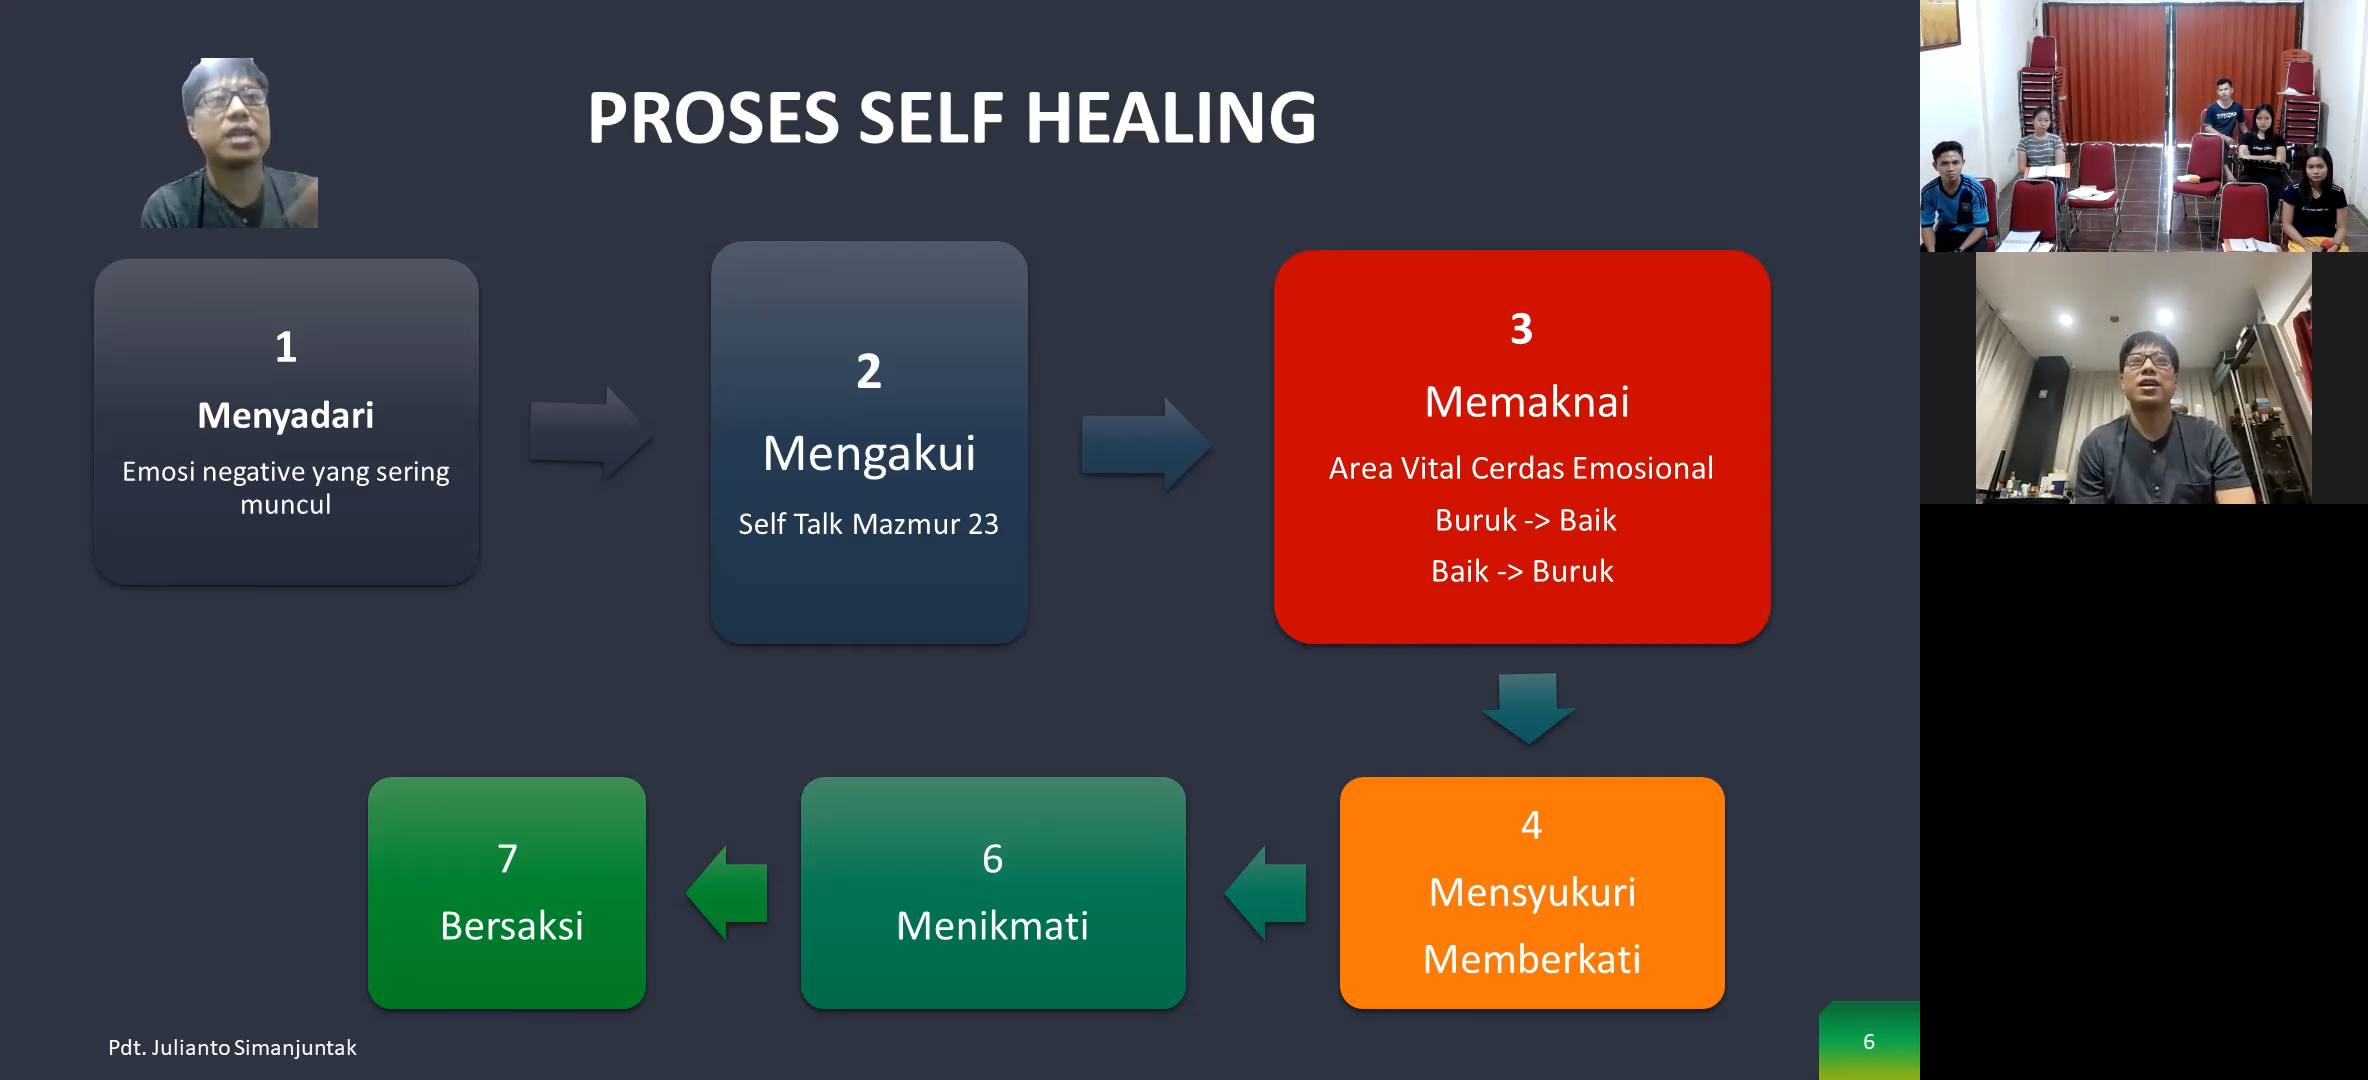 PROSES SELF HEALING
1
Menyadari
Emosi negative yang sering
muncul
2
Mengakui
Self Talk Mazmur 23
3
Memaknai
Area Vital Cerdas Emosional
Buruk -> Baik
Baik -> Buruk
4
Mensyukuri
Memberkati
6
Menikmati
7
Bersaksi
Pdt. Julianto Simanjuntak
6